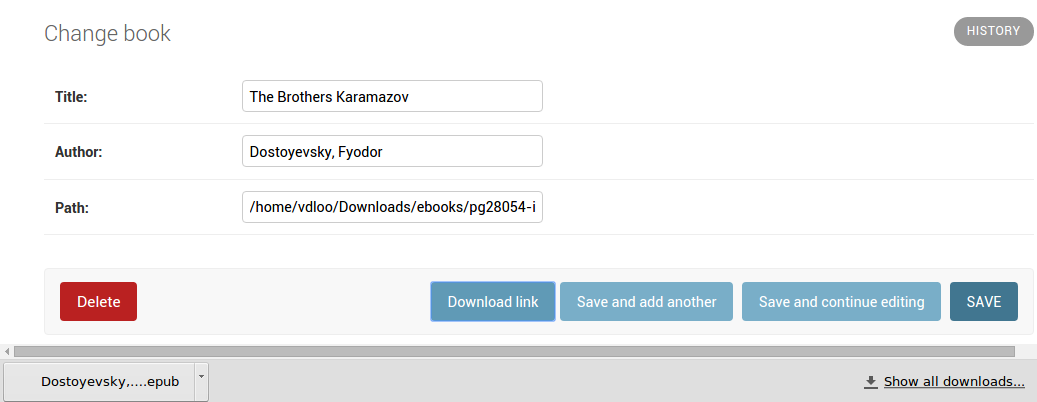 Change book
HISTORY
Title:
The Brothers Karamazov
Author:
Dostoyevsky, Fyodor
Path:
/home/vdloo/Downloads/ebooks/pg28054-i
Delete
Download link
Save and add another
Save and continue editing
SAVE
Dostoyevsky,....epub
Show all downloads...